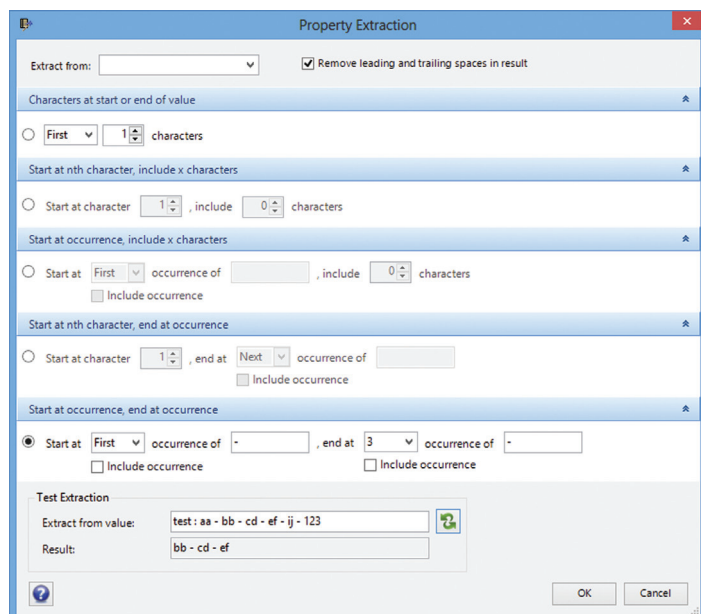 Property Extraction
Extract from: Remove leading and trailing spaces in result
Characters at start or end of value
First 1 characters
Start at nth character, include x characters
Start at character 1 , include 0 characters
Start at occurrence, include x characters
Start at First occurrence of , include 0 characters
Include occurrence
Start at nth character, end at occurrence
Start at character 1 , end at Next occurrence of
Include occurrence
Start at occurrence, end at occurrence
Start at First occurrence of - , end at 3 occurrence of -
Include occurrence Include occurrence
Test Extraction
Extract from value: test : aa - bb - cd - ef - ij - 123
Result: bb - cd - ef
? OK Cancel